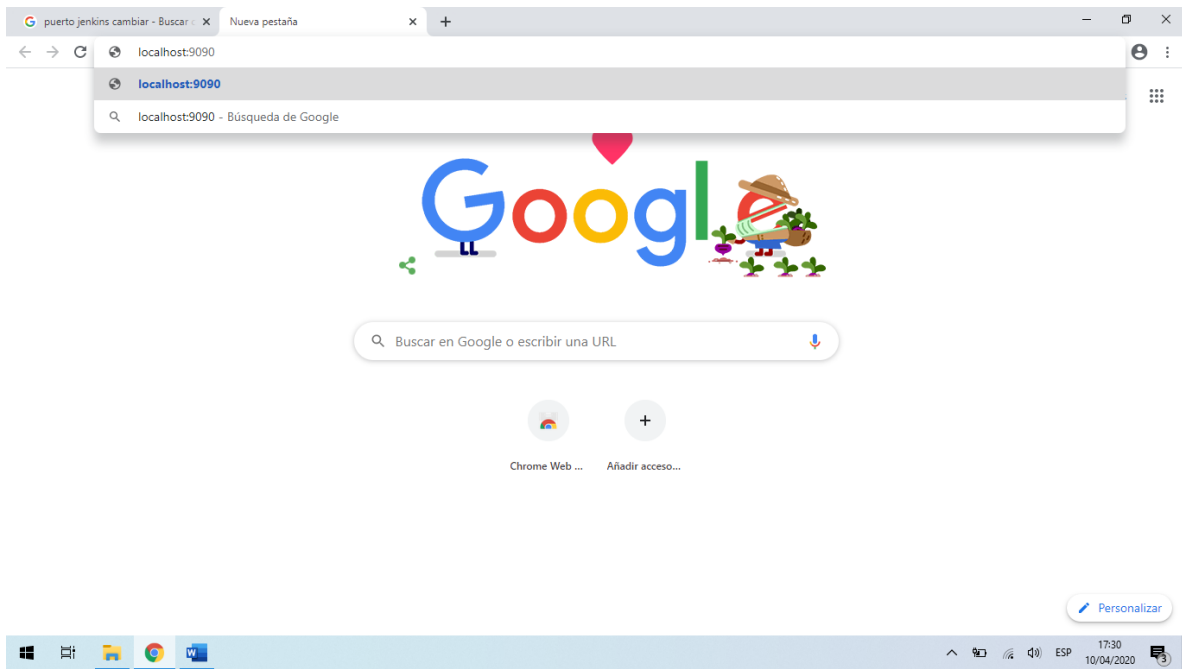 puerto jenkins cambiar - Buscar c
Nueva pestaña
localhost:9090
localhost:9090
localhost:9090 - Búsqueda de Google
Google
Buscar en Google o escribir una URL
Chrome Web ...
Añadir acceso...
Personalizar
ESP
17:30
10/04/2020
3